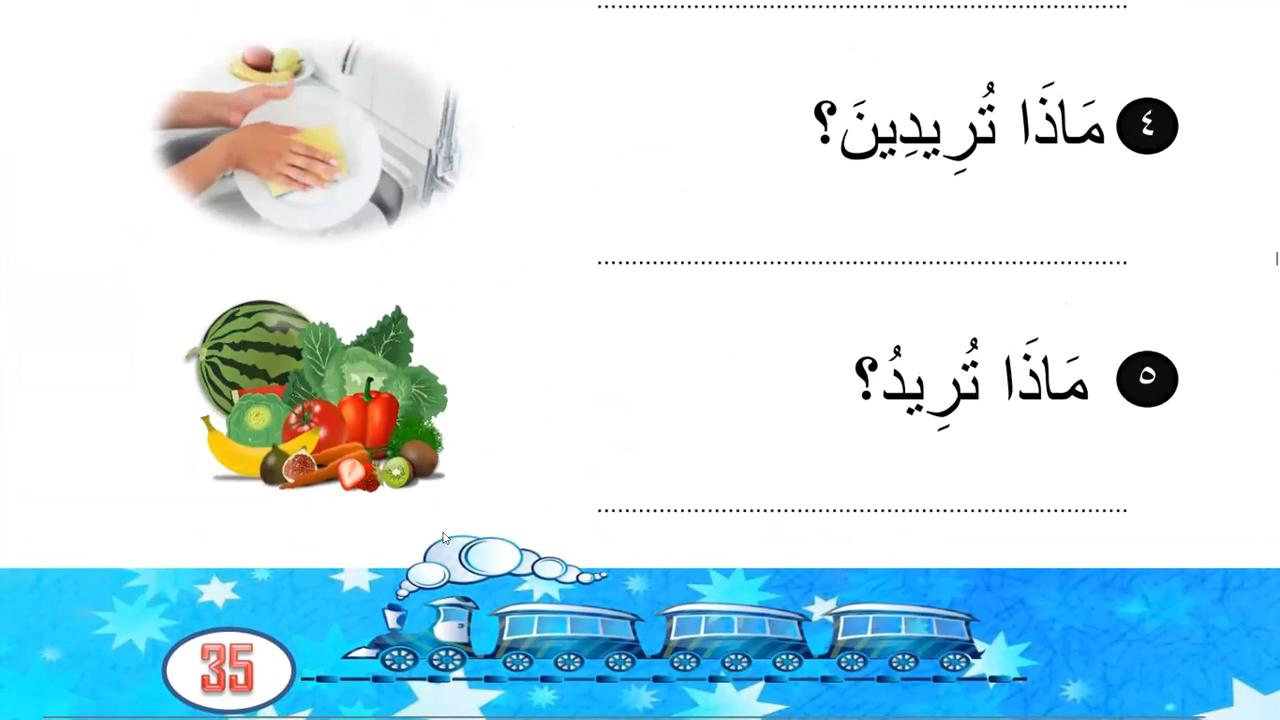 ٤ مَاذَا تُرِيدِينَ؟
٥ مَاذَا تُرِيدُ؟
35